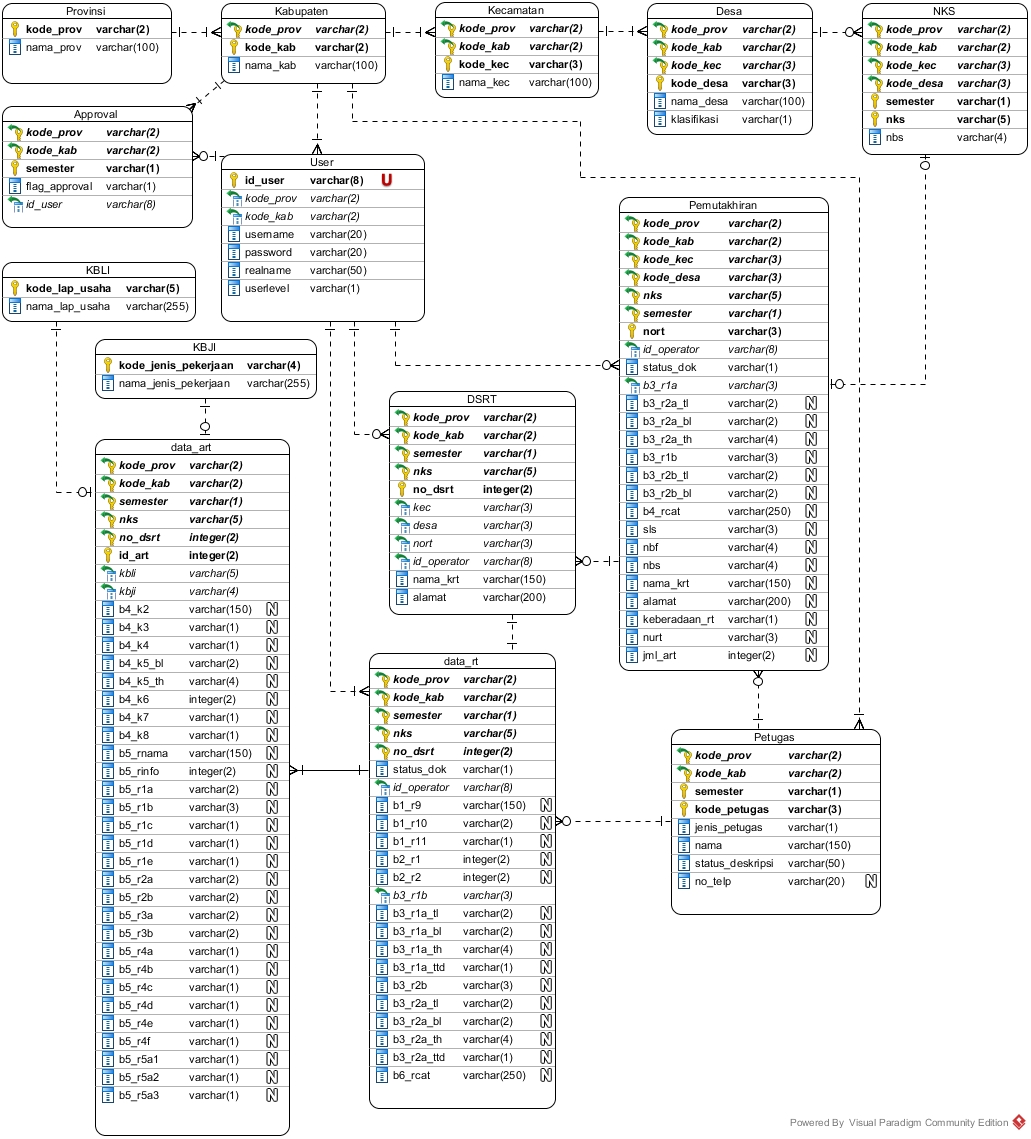 Provinsi
kode_prov varchar(2)
nama_prov varchar(100)
Kabupaten
kode_prov varchar(2)
kode_kab varchar(2)
nama_kab varchar(100)
Kecamatan
kode_prov varchar(2)
kode_kab varchar(2)
kode_kec varchar(3)
nama_kec varchar(100)
Desa
kode_prov varchar(2)
kode_kab varchar(2)
kode_kec varchar(3)
kode_desa varchar(3)
nama_desa varchar(100)
klasifikasi varchar(1)
NKS
kode_prov varchar(2)
kode_kab varchar(2)
kode_kec varchar(3)
kode_desa varchar(3)
semester varchar(1)
nks varchar(5)
nbs varchar(4)
Approval
kode_prov varchar(2)
kode_kab varchar(2)
semester varchar(1)
flag_approval varchar(1)
id_user varchar(8)
User
id_user varchar(8) U
kode_prov varchar(2)
kode_kab varchar(2)
username varchar(20)
password varchar(20)
realname varchar(50)
userlevel varchar(1)
KBLI
kode_lap_usaha varchar(5)
nama_lap_usaha varchar(255)
KBJI
kode_jenis_pekerjaan varchar(4)
nama_jenis_pekerjaan varchar(255)
Pemutakhiran
kode_prov varchar(2)
kode_kab varchar(2)
kode_kec varchar(3)
kode_desa varchar(3)
nks varchar(5)
semester varchar(1)
nort varchar(3)
id_operator varchar(8)
status_dok varchar(1)
b3_r1a varchar(3)
b3_r2a_tl varchar(2) N
b3_r2a_bl varchar(2) N
b3_r2a_th varchar(4) N
b3_r1b varchar(3) N
b3_r2b_tl varchar(2) N
b3_r2b_bl varchar(2) N
b4_rcat varchar(250) N
sls varchar(3) N
nbf varchar(4) N
nbs varchar(4) N
nama_krt varchar(150) N
alamat varchar(200) N
keberadaan_rt varchar(1) N
nurt varchar(3) N
jml_art integer(2) N
DSRT
kode_prov varchar(2)
kode_kab varchar(2)
semester varchar(1)
nks varchar(5)
no_dsrt integer(2)
kec varchar(3)
desa varchar(3)
nort varchar(3)
id_operator varchar(8)
nama_krt varchar(150)
alamat varchar(200)
data_art
kode_prov varchar(2)
kode_kab varchar(2)
semester varchar(1)
nks varchar(5)
no_dsrt integer(2)
id_art integer(2)
kbli varchar(5)
kbji varchar(4)
b4_k2 varchar(150) N
b4_k3 varchar(1) N
b4_k4 varchar(1) N
b4_k5_bl varchar(2) N
b4_k5_th varchar(4) N
b4_k6 integer(2) N
b4_k7 varchar(1) N
b4_k8 varchar(1) N
b5_rnama varchar(150) N
b5_rinfo integer(2) N
b5_r1a varchar(2) N
b5_r1b varchar(3) N
b5_r1c varchar(1) N
b5_r1d varchar(1) N
b5_r1e varchar(1) N
b5_r2a varchar(2) N
b5_r2b varchar(2) N
b5_r3a varchar(2) N
b5_r3b varchar(2) N
b5_r4a varchar(1) N
b5_r4b varchar(1) N
b5_r4c varchar(1) N
b5_r4d varchar(1) N
b5_r4e varchar(1) N
b5_r4f varchar(1) N
b5_r5a1 varchar(1) N
b5_r5a2 varchar(1) N
b5_r5a3 varchar(1) N
data_rt
kode_prov varchar(2)
kode_kab varchar(2)
semester varchar(1)
nks varchar(5)
no_dsrt integer(2)
status_dok varchar(1)
id_operator varchar(8)
b1_r9 varchar(150) N
b1_r10 varchar(2) N
b1_r11 varchar(1) N
b2_r1 integer(2) N
b2_r2 integer(2) N
b3_r1b varchar(3)
b3_r1a_tl varchar(2) N
b3_r1a_bl varchar(2) N
b3_r1a_th varchar(4) N
b3_r1a_ttd varchar(1) N
b3_r2b varchar(3) N
b3_r2a_tl varchar(2) N
b3_r2a_bl varchar(2) N
b3_r2a_th varchar(4) N
b3_r2a_ttd varchar(1) N
b6_rcat varchar(250) N
Petugas
kode_prov varchar(2)
kode_kab varchar(2)
semester varchar(1)
kode_petugas varchar(3)
jenis_petugas varchar(1)
nama varchar(150)
status_deskripsi varchar(50)
no_telp varchar(20) N
Powered By Visual Paradigm Community Edition